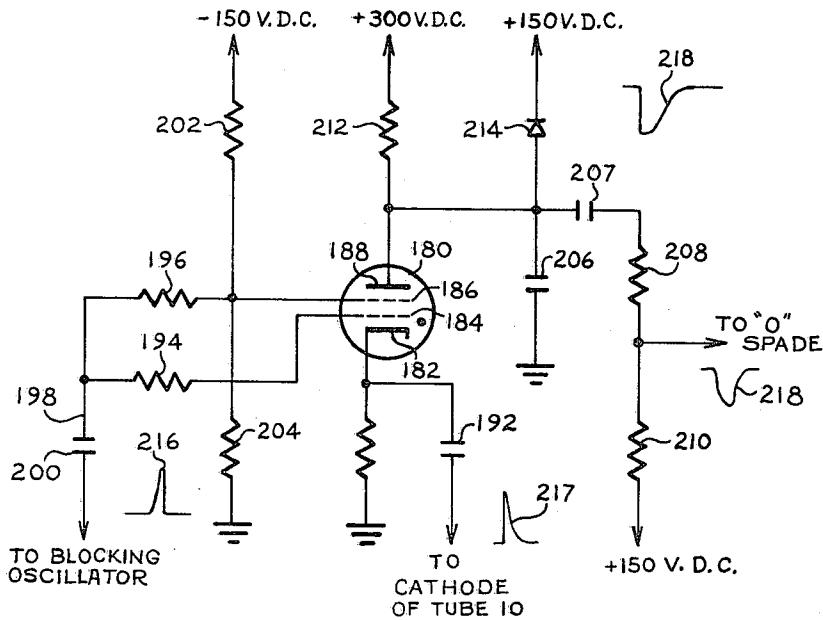 -150 V. D.C.
+300 V. D.C.
+150 V. D.C.
218
202
212
214
207
196
188
180
186
184
206
208
194
182
TO "O"
SPADE
198
200
216
204
192
217
218
210
TO BLOCKING
OSCILLATOR
TO
CATHODE
OF TUBE 10
+150 V. D.C.